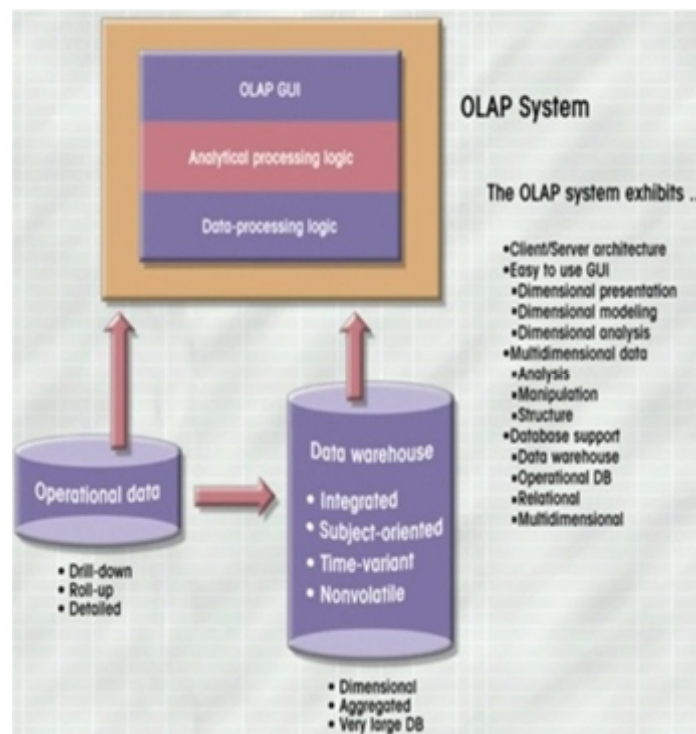 OLAP GUI
Analytical processing logic
Data-processing logic
OLAP System
The OLAP system exhibits ..
•Client/Server architecture
•Easy to use GUI
•Dimensional presentation
•Dimensional modeling
•Dimensional analysis
•Multidimensional data
•Analysis
•Manipulation
•Structure
•Database support
•Data warehouse
•Operational DB
•Relational
•Multidimensional
Operational data
• Drill-down
• Roll-up
• Detailed
Data warehouse
• Integrated
• Subject-oriented
• Time-variant
• Nonvolatile
• Dimensional
• Aggregated
• Very large DB